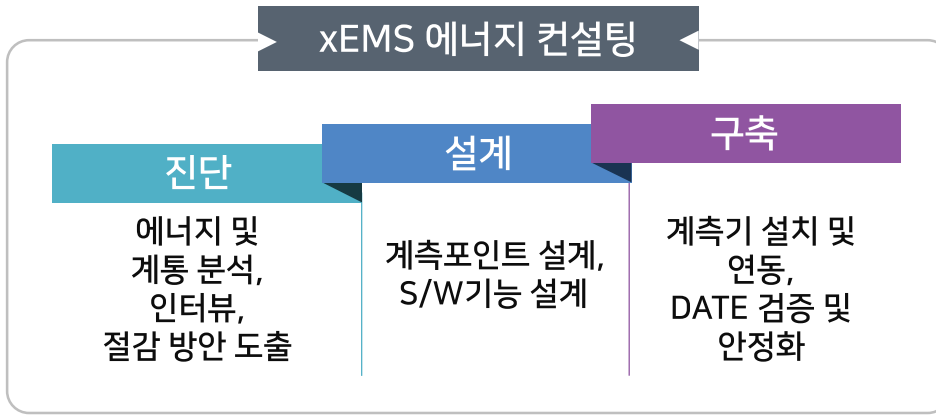 xEMS 에너지 컨설팅
진단
에너지 및
계통 분석,
인터뷰,
절감 방안 도출
설계
계측포인트 설계,
S/W기능 설계
구축
계측기 설치 및
연동,
DATE 검증 및
안정화